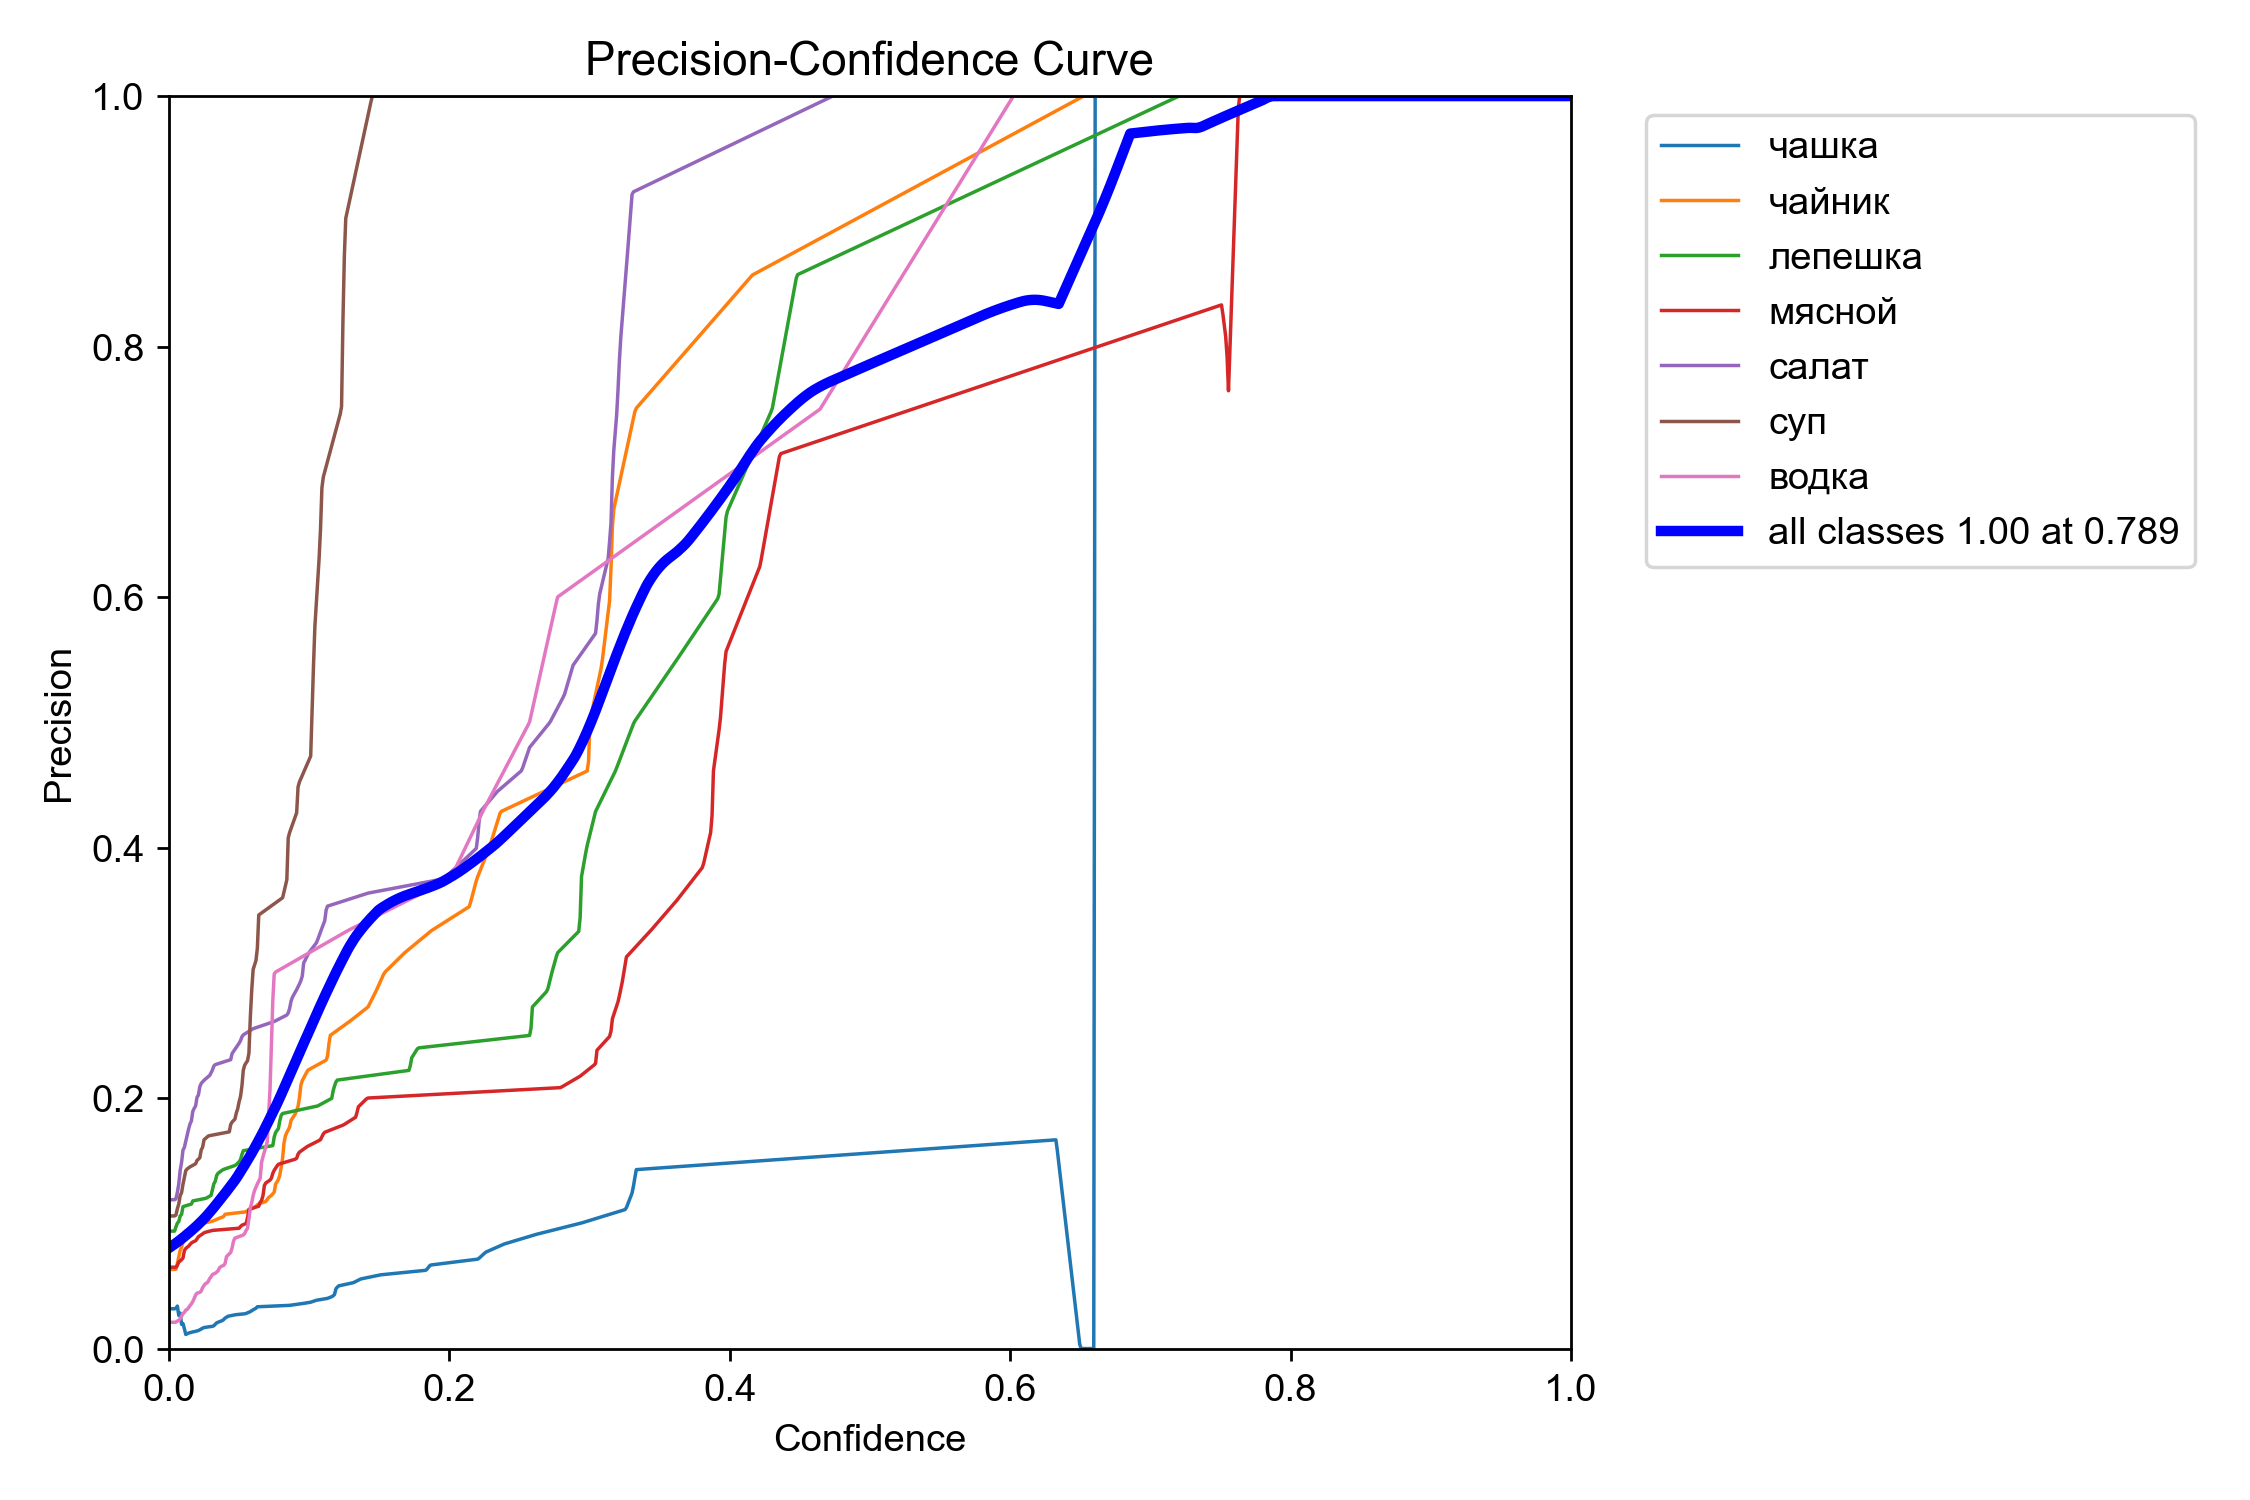 Precision-Confidence Curve
1.0
0.8
0.6
0.4
0.2
0.0
Precision
0.0 0.2 0.4 0.6 0.8 1.0
Confidence
чашка
чайник
лепешка
мясной
салат
суп
водка
all classes 1.00 at 0.789